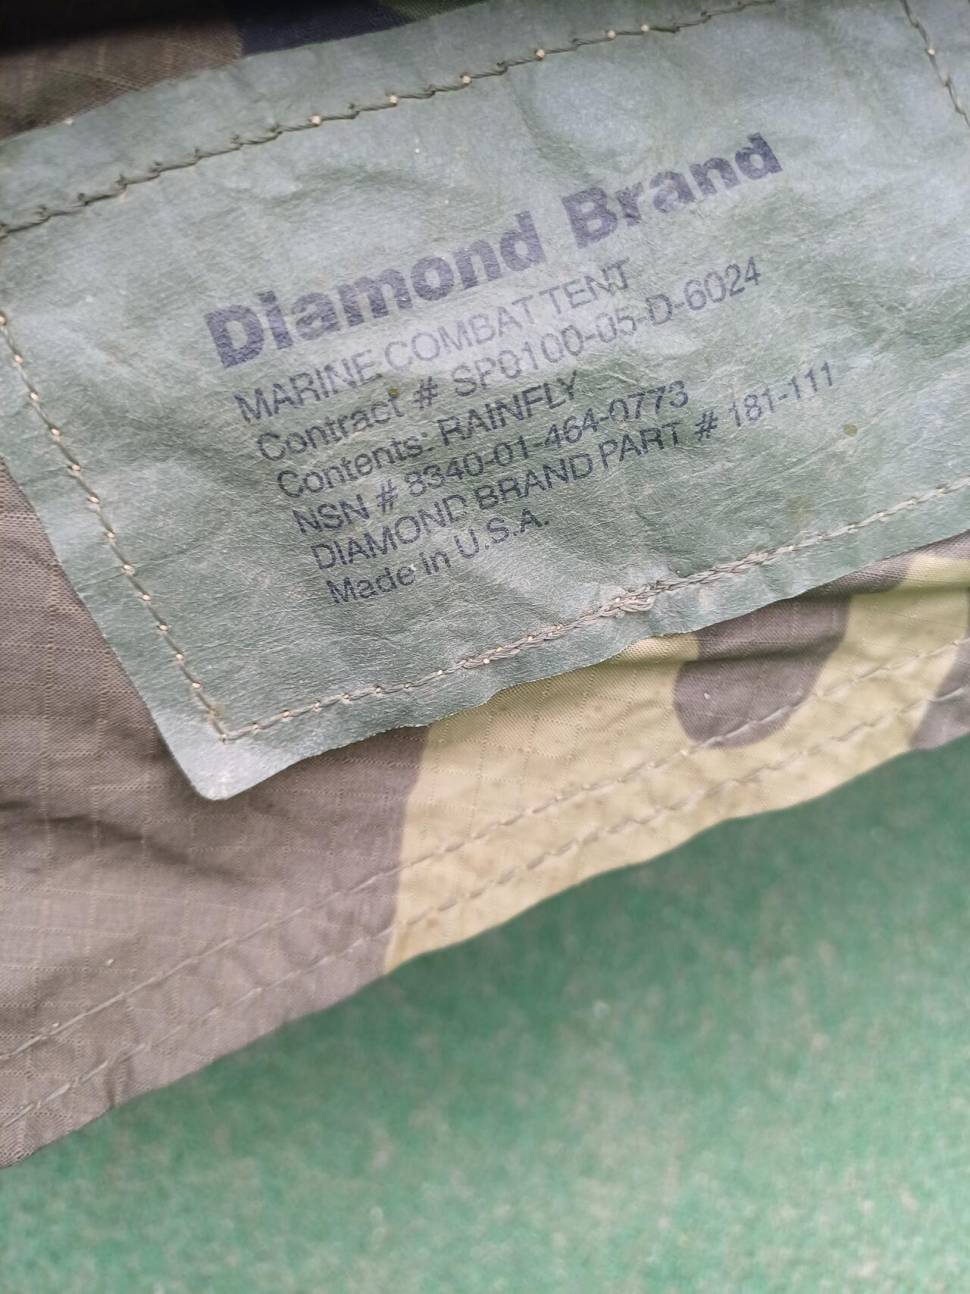 Diamond Brand
MARINE COMBAT TENT
Contract # SP0100-05-D-6024
Contents: RAINFLY
NSN # 8340-01-464-0773
DIAMOND BRAND PART # 181-111
Made in U.S.A.